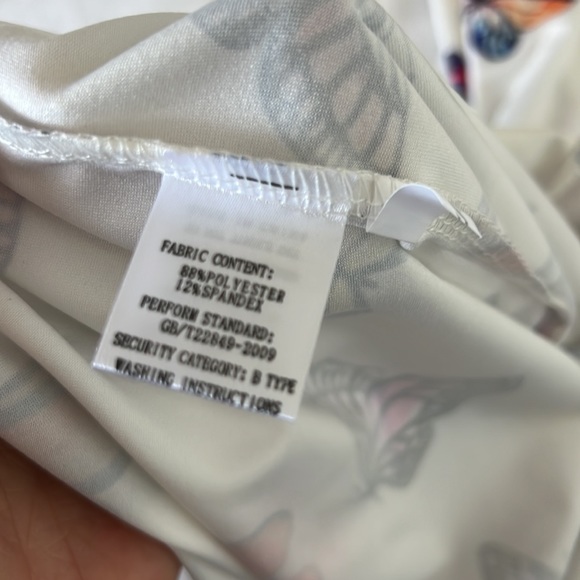 FABRIC CONTENT:
88%POLYESTER
12%SPANDEX
PERFORM STANDARD:
GB/T22849-2009
SECURITY CATEGORY: B TYPE
WASHING INSTRUCTIONS